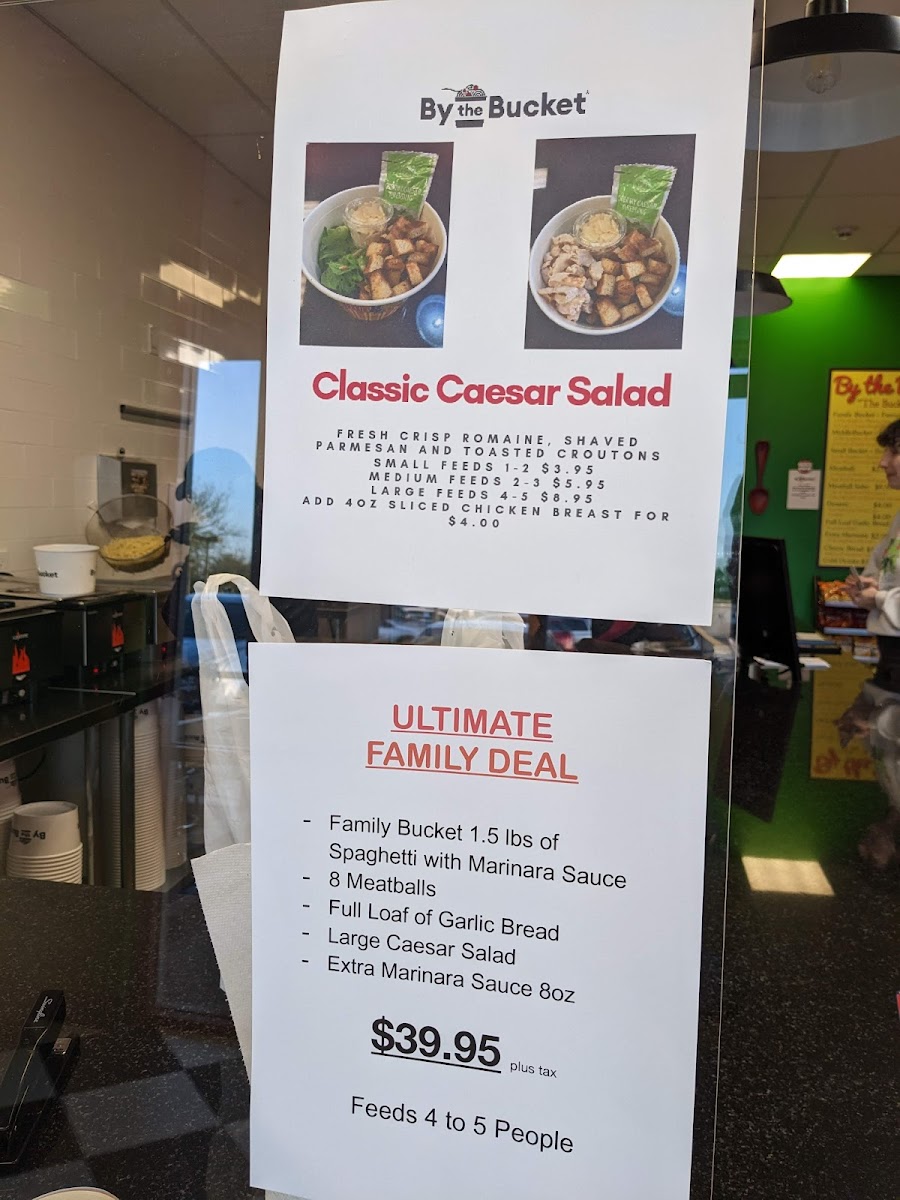 By the Bucket
Classic Caesar Salad
FRESH CRISP ROMAINE, SHAVED
PARMESAN AND TOASTED CROUTONS
SMALL FEEDS 1-2 $3.95
MEDIUM FEEDS 2-3 $5.95
LARGE FEEDS 4-5 $8.95
ADD 4OZ SLICED CHICKEN BREAST FOR
$4.00
ULTIMATE
FAMILY DEAL
- Family Bucket 1.5 lbs of
Spaghetti with Marinara Sauce
- 8 Meatballs
- Full Loaf of Garlic Bread
- Large Caesar Salad
- Extra Marinara Sauce 8oz
$39.95 plus tax
Feeds 4 to 5 People
By the